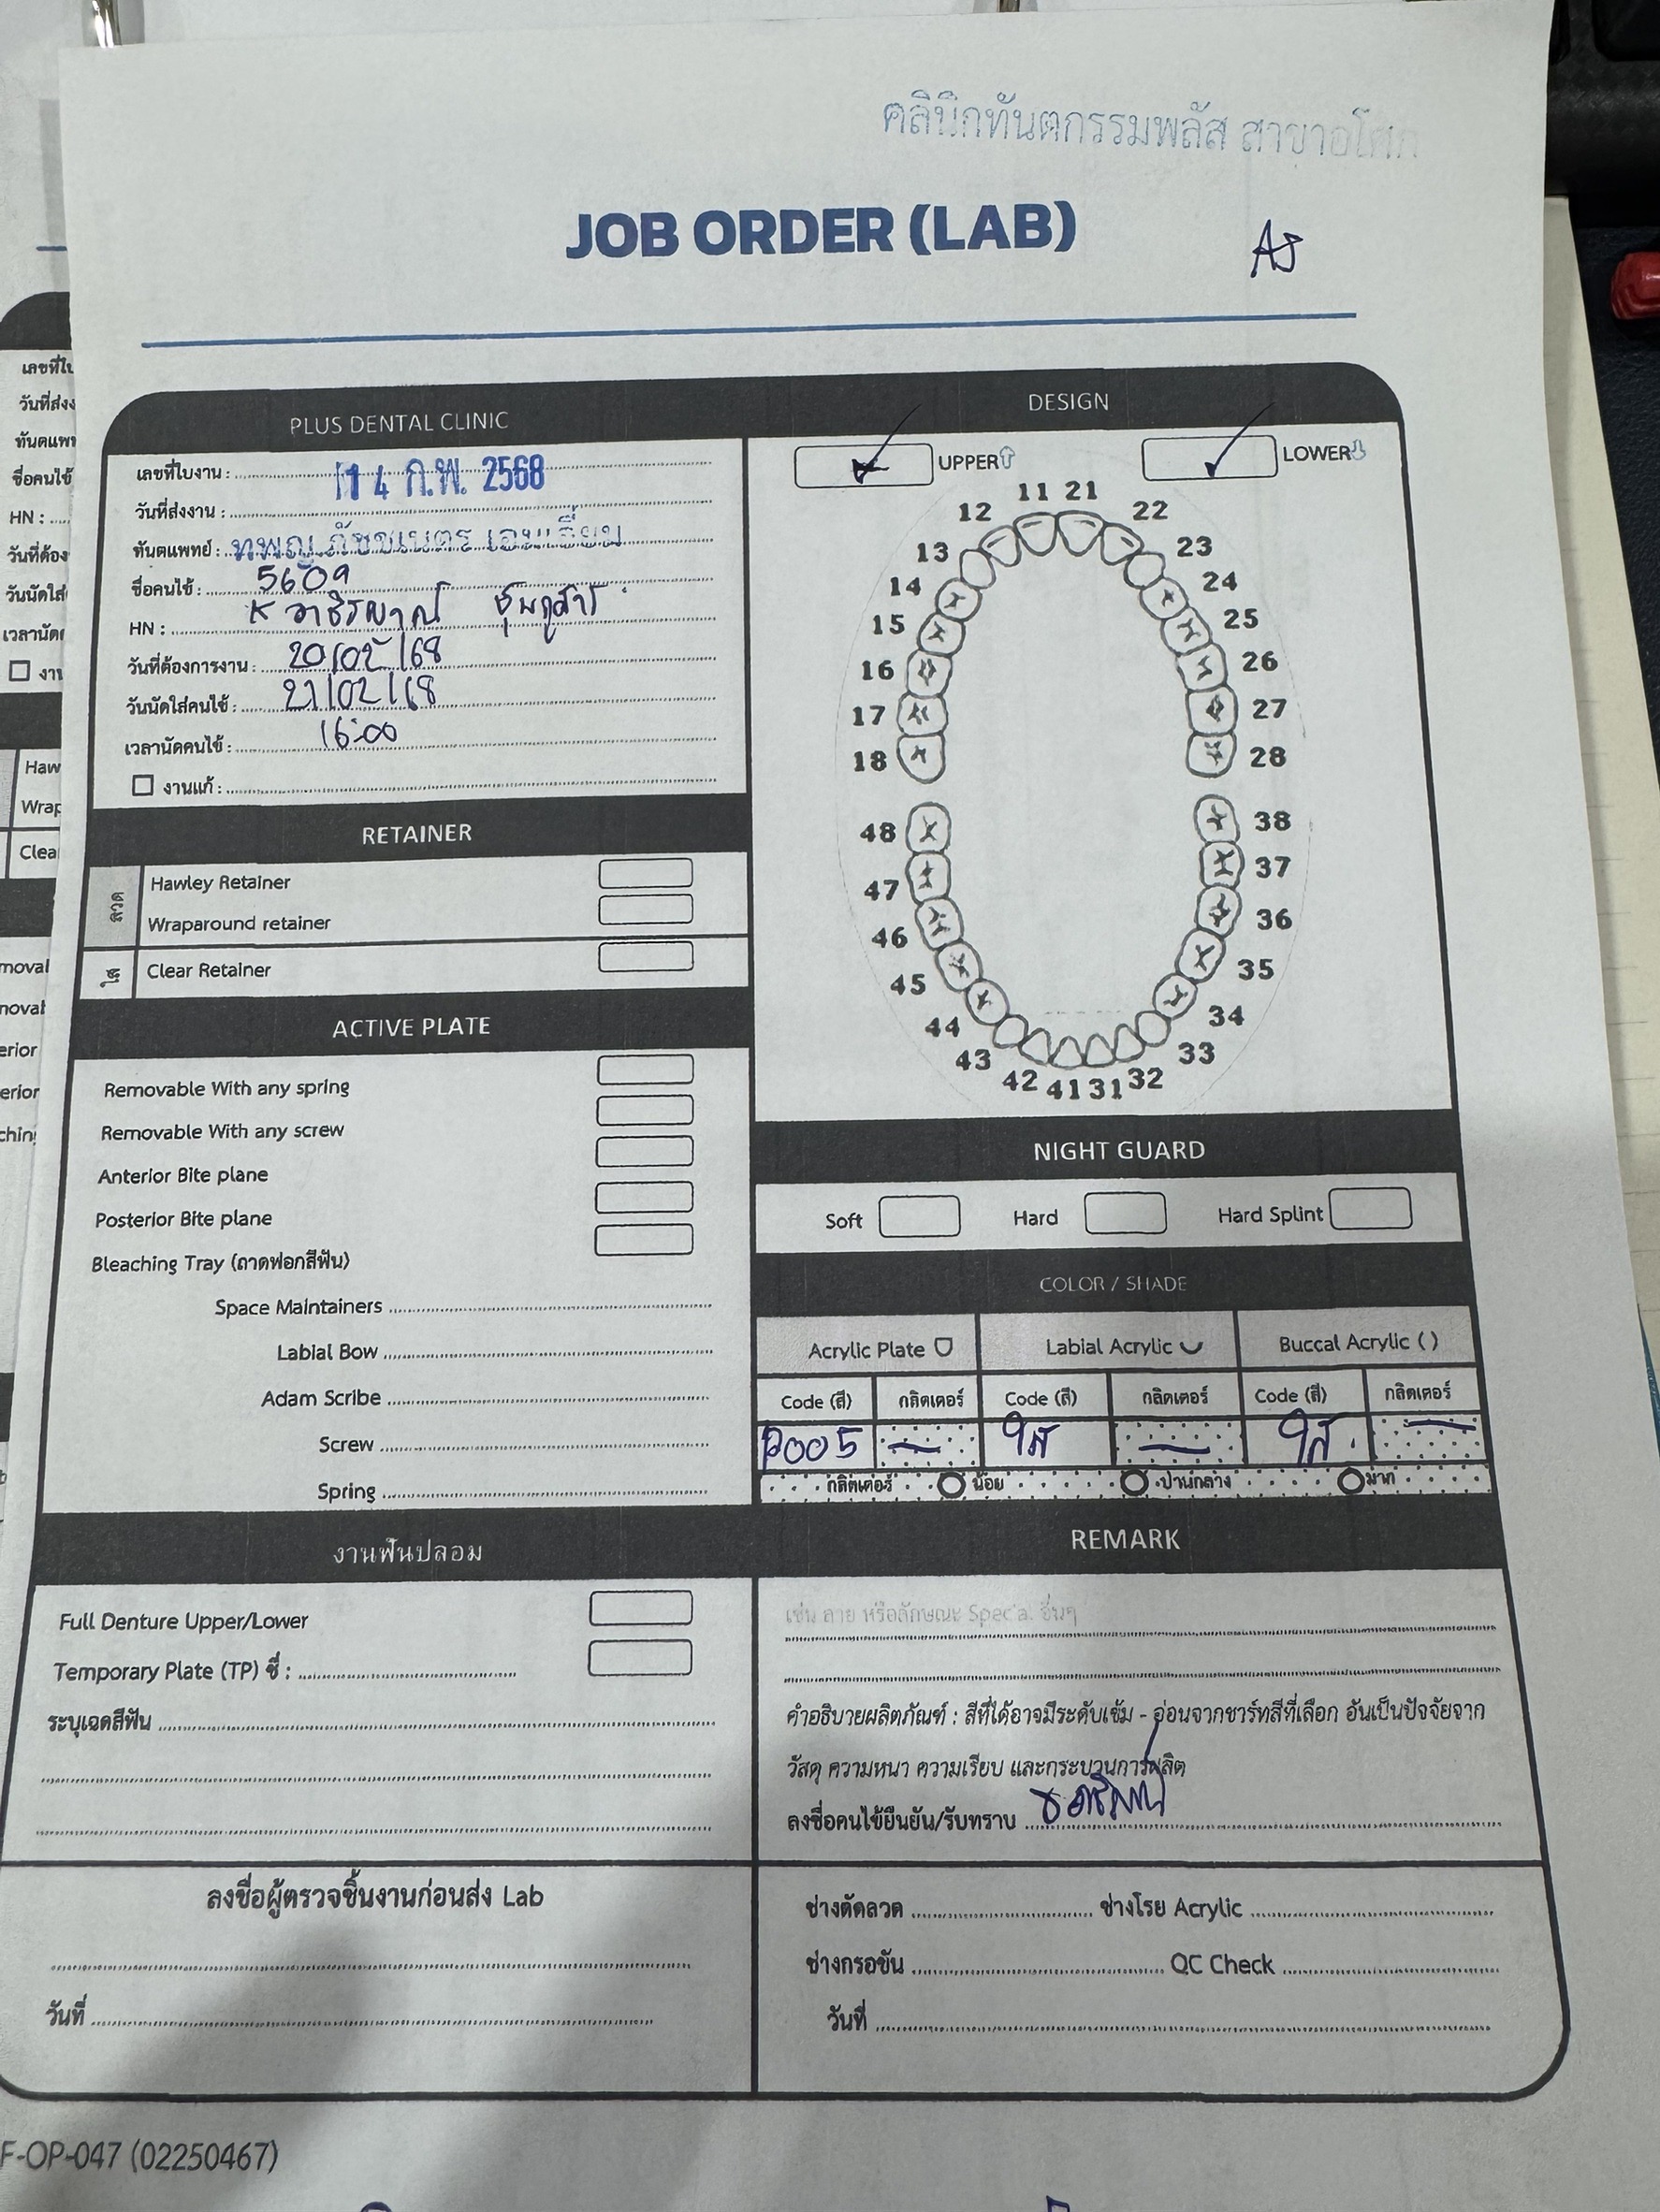 คลินิกทันตกรรมพลัส สาขาอโศก
JOB ORDER (LAB)
PLUS DENTAL CLINIC
เลขที่ใบงาน :
14 ก.พ. 2568
วันที่ส่งงาน :
ทันตแพทย์ : ทพญ.ภัชชเนตร เอมเอี่ยม
5609
ชื่อคนไข้ :
HN :
วันที่ต้องการงาน : 20/02/68
วันนัดใส่คนไข้ : 21/02/68
เวลานัดคนไข้ : 16:00
งานแก้ :
RETAINER
ลวด
Hawley Retainer
Wraparound retainer
ใส
Clear Retainer
ACTIVE PLATE
Removable With any spring
Removable With any screw
Anterior Bite plane
Posterior Bite plane
Bleaching Tray (ถาดฟอกสีฟัน)
Space Maintainers
Labial Bow
Adam Scribe
Screw
Spring
DESIGN
UPPER
LOWER
11 21
12 22
13 23
14 24
15 25
16 26
17 27
18 28
48 38
47 37
46 36
45 35
44 34
43 33
42 41 31 32
NIGHT GUARD
Soft Hard Hard Splint
COLOR / SHADE
Acrylic Plate Labial Acrylic Buccal Acrylic ( )
Code (สี) กลิตเตอร์ Code (สี) กลิตเตอร์ Code (สี) กลิตเตอร์
P005 — ใส — ใส —
กลิตเตอร์ น้อย ปานกลาง มาก
งานฟันปลอม
Full Denture Upper/Lower
Temporary Plate (TP) ซี่ :
ระบุเฉดสีฟัน
REMARK
เช่น ลาย หรือลักษณะ Special อื่นๆ
คำอธิบายผลิตภัณฑ์ : สีที่ได้อาจมีระดับเข้ม - อ่อนจากชาร์ทสีที่เลือก อันเป็นปัจจัยจาก
วัสดุ ความหนา ความเรียบ และกระบวนการผลิต
ลงชื่อคนไข้ยืนยัน/รับทราบ
ลงชื่อผู้ตรวจชิ้นงานก่อนส่ง Lab
วันที่
ช่างดัดลวด ช่างโรย Acrylic
ช่างกรอขัน QC Check
วันที่
F-OP-047 (02250467)